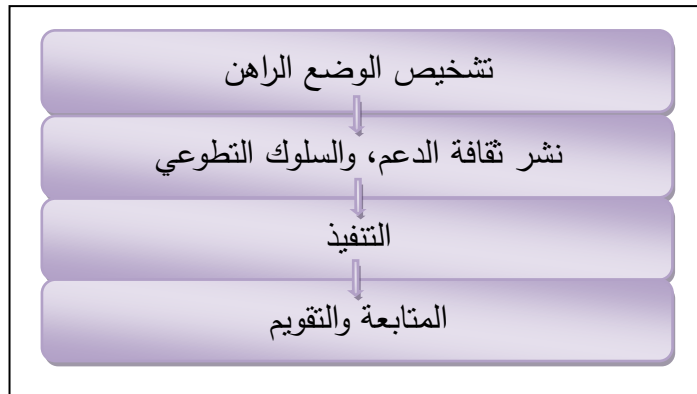 تشخيص الوضع الراهن
نشر ثقافة الدعم، والسلوك التطوعي
التنفيذ
المتابعة والتقويم